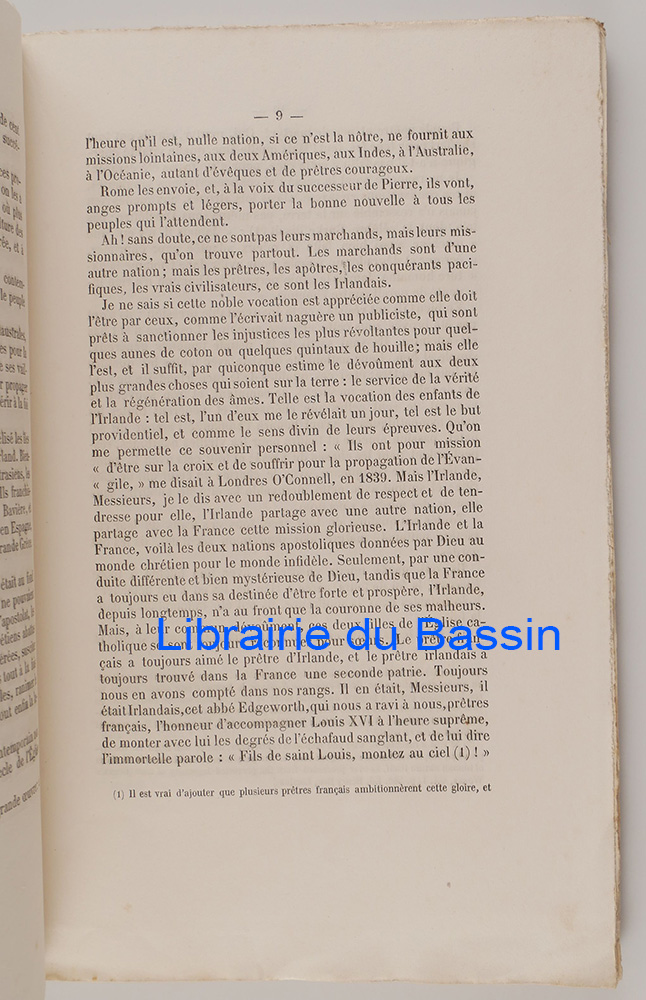 — 9 —
l'heure qu'il est, nulle nation, si ce n'est la nôtre, ne fournit aux
missions lointaines, aux deux Amériques, aux Indes, à l'Australie,
à l'Océanie, autant d'évêques et de prêtres courageux.
Rome les envoie, et, à la voix du successeur de Pierre, ils vont,
anges prompts et légers, porter la bonne nouvelle à tous les
peuples qui l'attendent.
Ah! sans doute, ce ne sont pas leurs marchands, mais leurs mis-
sionnaires, qu'on trouve partout. Les marchands sont d'une
autre nation; mais les prêtres, les apôtres, les conquérants paci-
fiques, les vrais civilisateurs, ce sont les Irlandais.
Je ne sais si cette noble vocation est appréciée comme elle doit
l'être par ceux, comme l'écrivait naguère un publiciste, qui sont
prêts à sanctionner les injustices les plus révoltantes pour quel-
ques aunes de coton ou quelques quintaux de houille; mais elle
l'est, et il suffit, par quiconque estime le dévoûment aux deux
plus grandes choses qui soient sur la terre : le service de la vérité
et la régénération des âmes. Telle est la vocation des enfants de
l'Irlande : tel est, l'un d'eux me le révélait un jour, tel est le but
providentiel, et comme le sens divin de leurs épreuves. Qu'on
me permette ce souvenir personnel : « Ils ont pour mission
« d'être sur la croix et de souffrir pour la propagation de l'Évan-
« gile, » me disait à Londres O'Connell, en 1839. Mais l'Irlande,
Messieurs, je le dis avec un redoublement de respect et de ten-
dresse pour elle, l'Irlande partage avec une autre nation, elle
partage avec la France cette mission glorieuse. L'Irlande et la
France, voilà les deux nations apostoliques données par Dieu au
monde chrétien pour le monde infidèle. Seulement, par une con-
duite différente et bien mystérieuse de Dieu, tandis que la France
a toujours eu dans sa destinée d'être forte et prospère, l'Irlande,
depuis longtemps, n'a au front que la couronne de ses malheurs.
Mais, à leur commun dévoûment, ces deux filles de l'Église ca-
tholique se sont toujours reconnues pour sœurs. Le prêtre fran-
çais a toujours aimé le prêtre d'Irlande, et le prêtre irlandais a
toujours trouvé dans la France une seconde patrie. Toujours
nous en avons compté dans nos rangs. Il en était, Messieurs, il
était Irlandais, cet abbé Edgeworth, qui nous a ravi à nous, prêtres
français, l'honneur d'accompagner Louis XVI à l'heure suprême,
de monter avec lui les degrés de l'échafaud sanglant, et de lui dire
l'immortelle parole : « Fils de saint Louis, montez au ciel (1) ! »
(1) Il est vrai d'ajouter que plusieurs prêtres français ambitionnèrent cette gloire, et
Librairie du Bassin